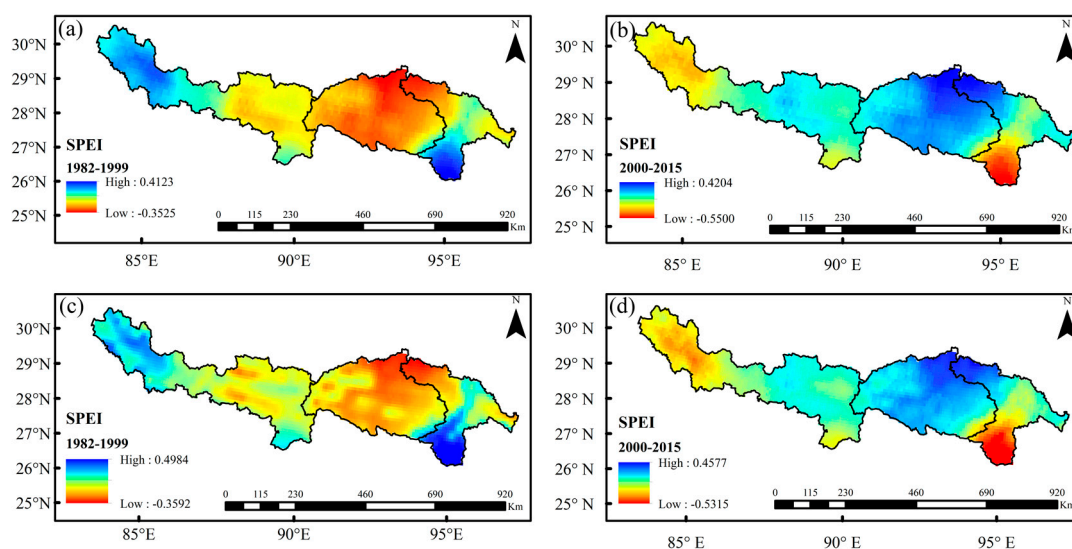 (a)
N
30°N
29°N
28°N
27°N
26°N
25°N
SPEI
1982-1999
High : 0.4123
Low : -0.3525
0 115 230 460 690 920
Km
85°E 90°E 95°E
(b)
N
30° N
29° N
28° N
27° N
26° N
25° N
SPEI
2000-2015
High : 0.4204
Low : -0.5500
0 115 230 460 690 920
Km
85° E 90° E 95° E
(c)
N
30°N
29°N
28°N
27°N
26°N
25°N
SPEI
1982-1999
High : 0.4984
Low : -0.3592
0 115 230 460 690 920
Km
85°E 90°E 95°E
(d)
N
30° N
29° N
28° N
27° N
26° N
25° N
SPEI
2000-2015
High : 0.4577
Low : -0.5315
0 115 230 460 690 920
Km
85° E 90° E 95° E